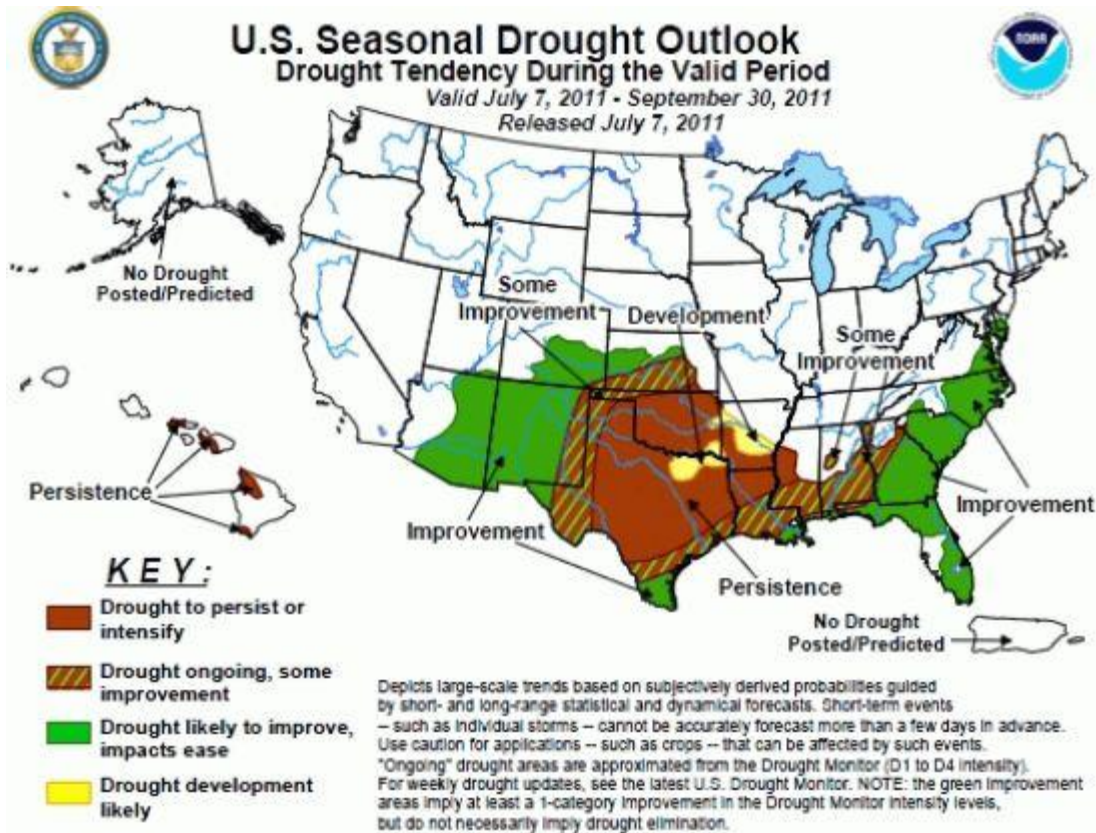 U.S. Seasonal Drought Outlook
Drought Tendency During the Valid Period
Valid July 7, 2011 - September 30, 2011
Released July 7, 2011
NOAA
No Drought
Posted/Predicted
Some
Improvement
Development
Some
Improvement
Persistence
Improvement
Improvement
Persistence
No Drought
Posted/Predicted
KEY:
Drought to persist or
intensify
Drought ongoing, some
improvement
Drought likely to improve,
impacts ease
Drought development
likely
Depicts large-scale trends based on subjectively derived probabilities guided
by short- and long-range statistical and dynamical forecasts. Short-term events
-- such as individual storms -- cannot be accurately forecast more than a few days in advance.
Use caution for applications -- such as crops -- that can be affected by such events.
"Ongoing" drought areas are approximated from the Drought Monitor (D1 to D4 intensity).
For weekly drought updates, see the latest U.S. Drought Monitor. NOTE: the green improvement
areas imply at least a 1-category improvement in the Drought Monitor intensity levels,
but do not necessarily imply drought elimination.